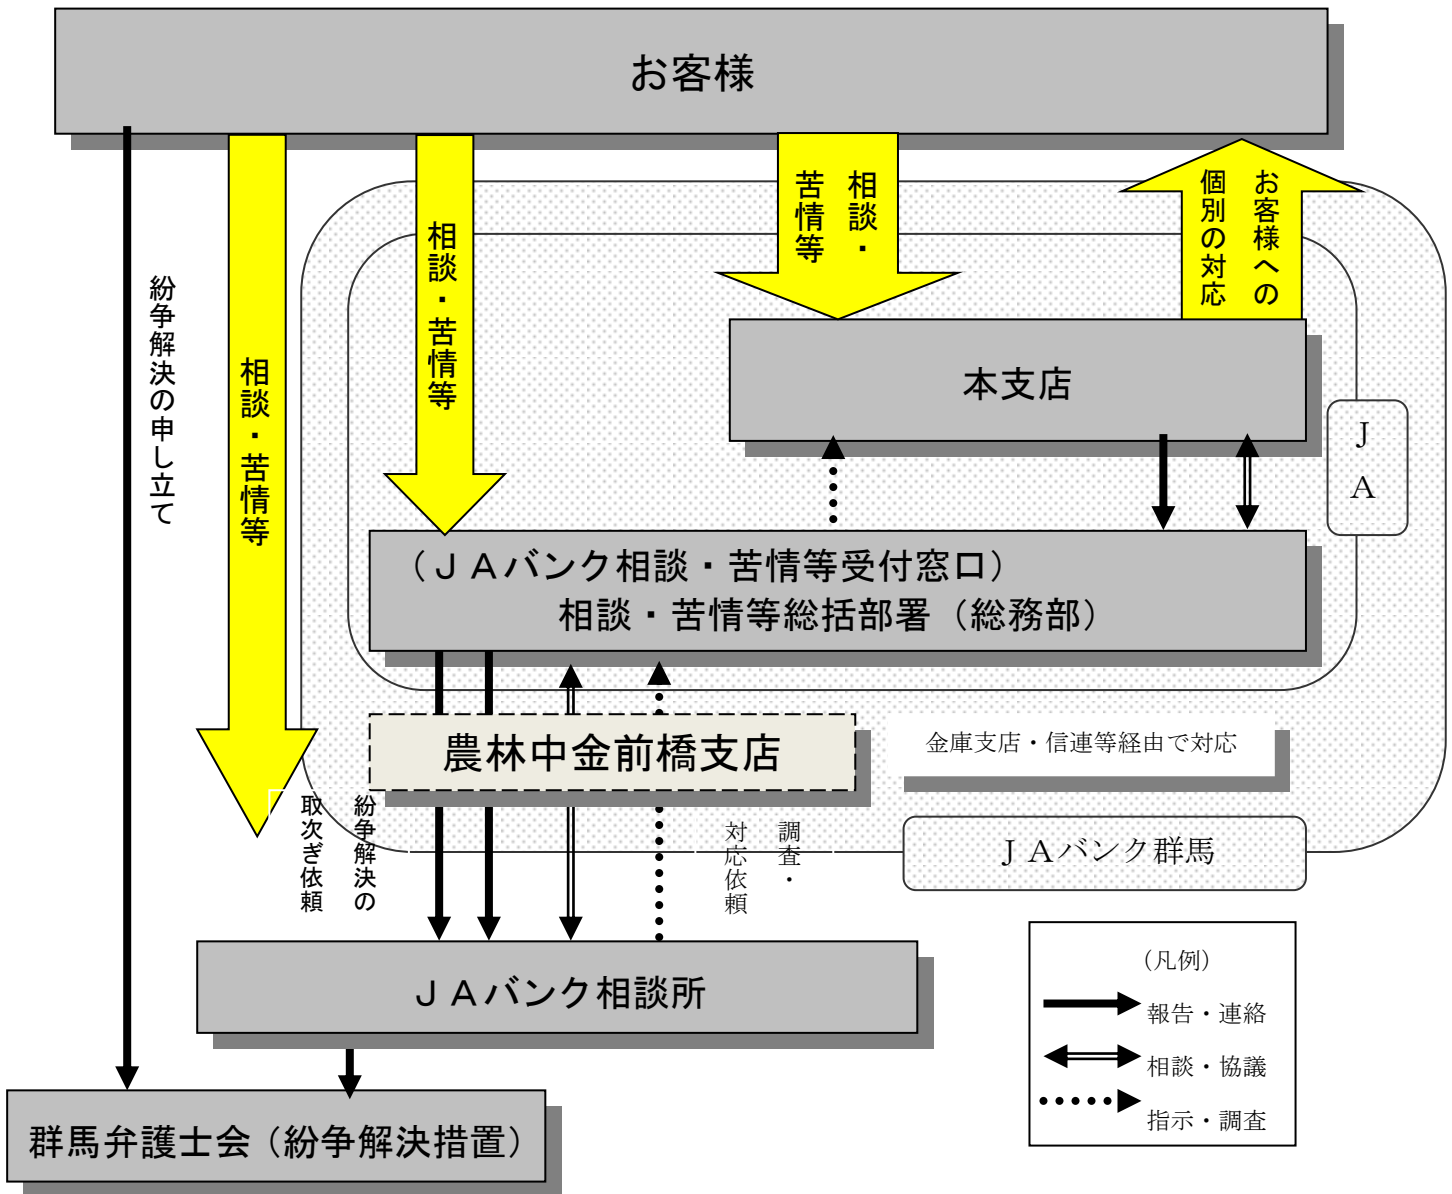 お客様
紛争解決の申し立て
相談・苦情等
相談・苦情等
相談・
苦情等
お客様への
個別の対応
本支店
JA
（ＪＡバンク相談・苦情等受付窓口）
相談・苦情等総括部署（総務部）
農林中金前橋支店
金庫支店・信連等経由で対応
紛争解決の
取次ぎ依頼
調査・
対応依頼
ＪＡバンク群馬
ＪＡバンク相談所
群馬弁護士会（紛争解決措置）
（凡例）
報告・連絡
相談・協議
指示・調査